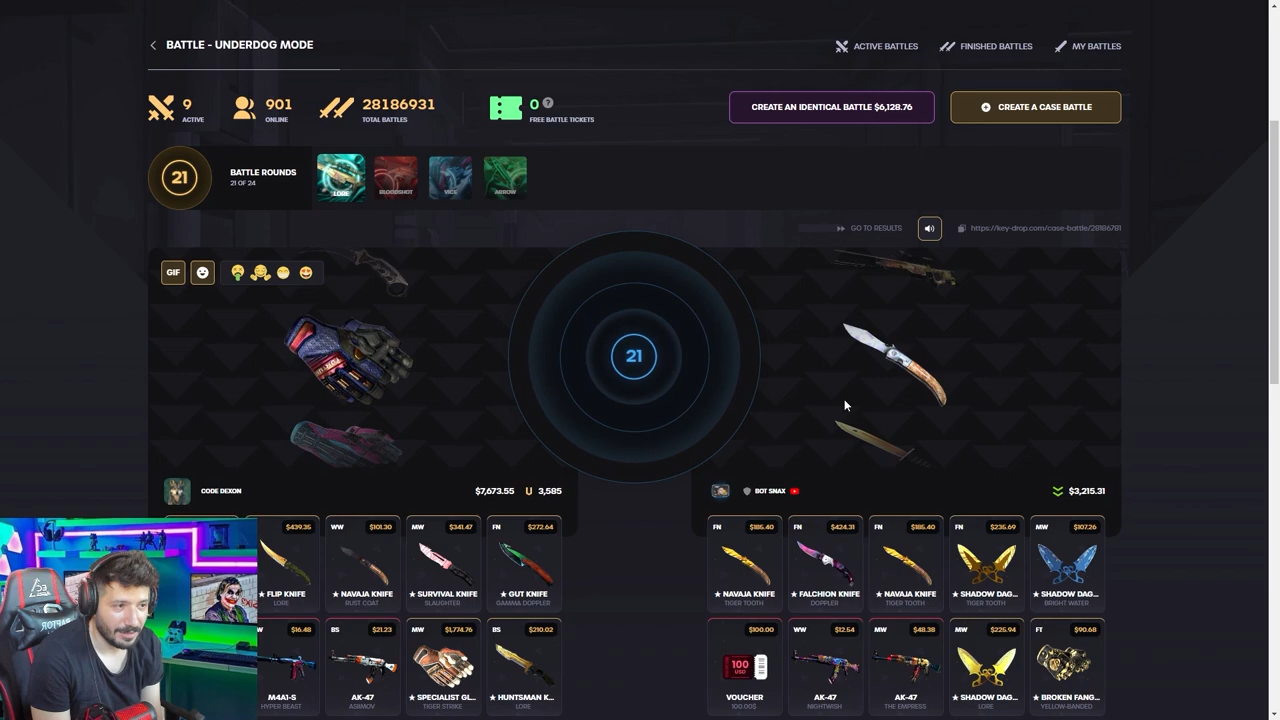 BATTLE - UNDERDOG MODE
ACTIVE BATTLES
FINISHED BATTLES
MY BATTLES
9
ACTIVE
901
ONLINE
28186931
TOTAL BATTLES
0 ?
FREE BATTLE TICKETS
CREATE AN IDENTICAL BATTLE $6,128.76
CREATE A CASE BATTLE
21
BATTLE ROUNDS
21 OF 24
LORE
BLOODSHOT
VICE
ARROW
GO TO RESULTS
https://key-drop.com/case-battle/28186781
GIF
21
CODE DEXON
$7,673.55
U 3,585
BOT SNAX
$3,215.31
$439.35
FLIP KNIFE
LORE
WW
$101.30
NAVAJA KNIFE
RUST COAT
MW
$341.47
SURVIVAL KNIFE
SLAUGHTER
FN
$272.64
GUT KNIFE
GAMMA DOPPLER
FN
$185.40
NAVAJA KNIFE
TIGER TOOTH
FN
$424.31
FALCHION KNIFE
DOPPLER
FN
$185.40
NAVAJA KNIFE
TIGER TOOTH
FN
$235.69
SHADOW DAG...
TIGER TOOTH
MW
$107.26
SHADOW DAG...
BRIGHT WATER
$16.48
M4A1-S
HYPER BEAST
BS
$21.23
AK-47
ASIIMOV
MW
$1,774.76
SPECIALIST GL...
TIGER STRIKE
BS
$210.02
HUNTSMAN K...
LORE
$100.00
100
USD
VOUCHER
100.00$
WW
$12.54
AK-47
NIGHTWISH
MW
$48.38
AK-47
THE EMPRESS
MW
$225.94
SHADOW DAG...
LORE
FT
$90.68
BROKEN FANG...
YELLOW-BANDED